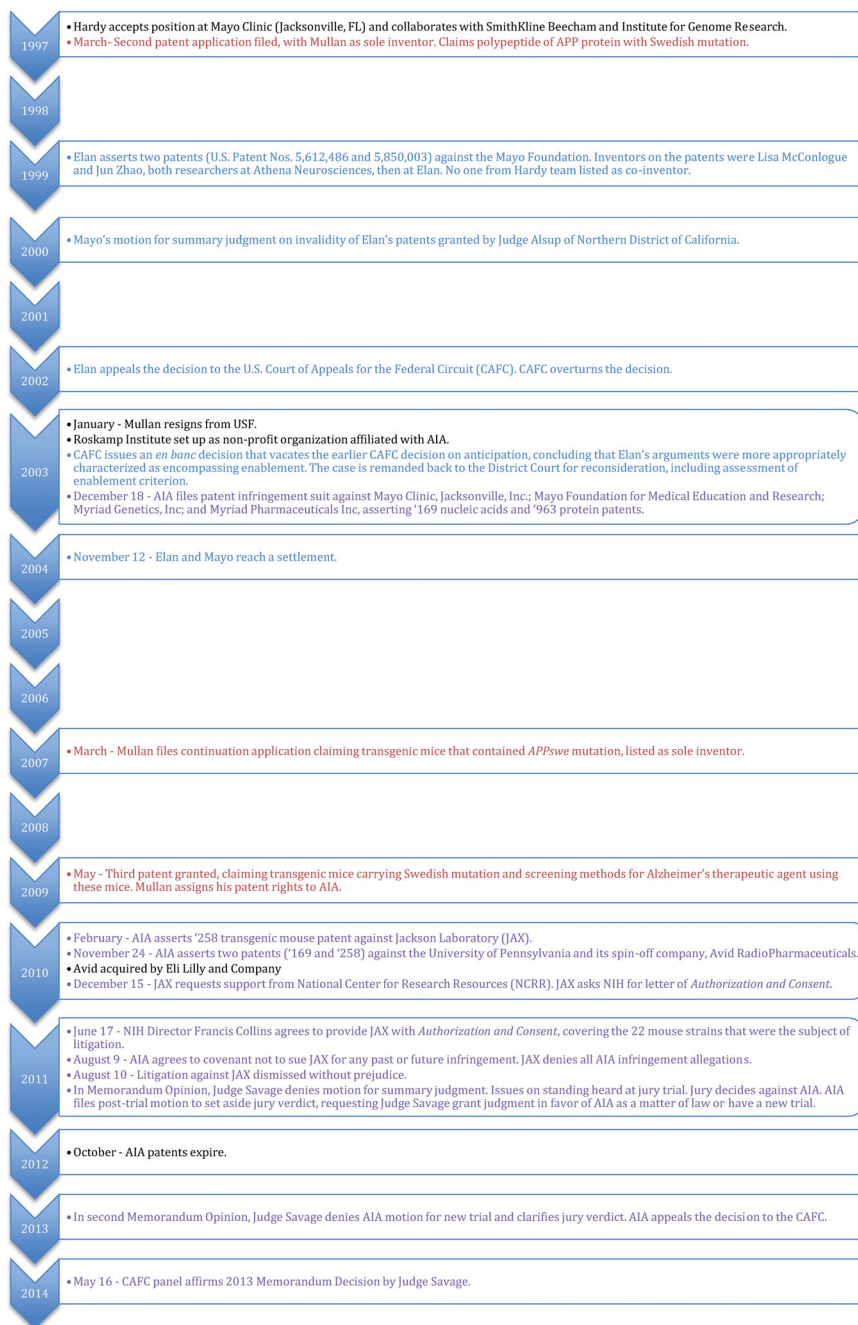 1997
•Hardy accepts position at Mayo Clinic (Jacksonville, FL) and collaborates with SmithKline Beecham and Institute for Genome Research.
•March- Second patent application filed, with Mullan as sole inventor. Claims polypeptide of APP protein with Swedish mutation.
1998
1999
•Elan asserts two patents (U.S. Patent Nos. 5,612,486 and 5,850,003) against the Mayo Foundation. Inventors on the patents were Lisa McConlogue
and Jun Zhao, both researchers at Athena Neurosciences, then at Elan. No one from Hardy team listed as co-inventor.
2000
•Mayo's motion for summary judgment on invalidity of Elan's patents granted by Judge Alsup of Northern District of California.
2001
2002
•Elan appeals the decision to the U.S. Court of Appeals for the Federal Circuit (CAFC). CAFC overturns the decision.
2003
•January - Mullan resigns from USF.
•Roskamp Institute set up as non-profit organization affiliated with AIA.
•CAFC issues an en banc decision that vacates the earlier CAFC decision on anticipation, concluding that Elan's arguments were more appropriately
characterized as encompassing enablement. The case is remanded back to the District Court for reconsideration, including assessment of
enablement criterion.
•December 18 - AIA files patent infringement suit against Mayo Clinic, Jacksonville, Inc.; Mayo Foundation for Medical Education and Research;
Myriad Genetics, Inc; and Myriad Pharmaceuticals Inc, asserting '169 nucleic acids and '963 protein patents.
2004
•November 12 - Elan and Mayo reach a settlement.
2005
2006
2007
•March - Mullan files continuation application claiming transgenic mice that contained APPswe mutation, listed as sole inventor.
2008
2009
•May - Third patent granted, claiming transgenic mice carrying Swedish mutation and screening methods for Alzheimer's therapeutic agent using
these mice. Mullan assigns his patent rights to AIA.
2010
•February - AIA asserts '258 transgenic mouse patent against Jackson Laboratory (JAX).
•November 24 - AIA asserts two patents ('169 and '258) against the University of Pennsylvania and its spin-off company, Avid RadioPharmaceuticals.
•Avid acquired by Eli Lilly and Company
•December 15 - JAX requests support from National Center for Research Resources (NCRR). JAX asks NIH for letter of Authorization and Consent.
2011
•June 17 - NIH Director Francis Collins agrees to provide JAX with Authorization and Consent, covering the 22 mouse strains that were the subject of
litigation.
•August 9 - AIA agrees to covenant not to sue JAX for any past or future infringement. JAX denies all AIA infringement allegations.
•August 10 - Litigation against JAX dismissed without prejudice.
•In Memorandum Opinion, Judge Savage denies motion for summary judgment. Issues on standing heard at jury trial. Jury decides against AIA. AIA
files post-trial motion to set aside jury verdict, requesting Judge Savage grant judgment in favor of AIA as a matter of law or have a new trial.
2012
•October - AIA patents expire.
2013
•In second Memorandum Opinion, Judge Savage denies AIA motion for new trial and clarifies jury verdict. AIA appeals the decision to the CAFC.
2014
•May 16 - CAFC panel affirms 2013 Memorandum Decision by Judge Savage.